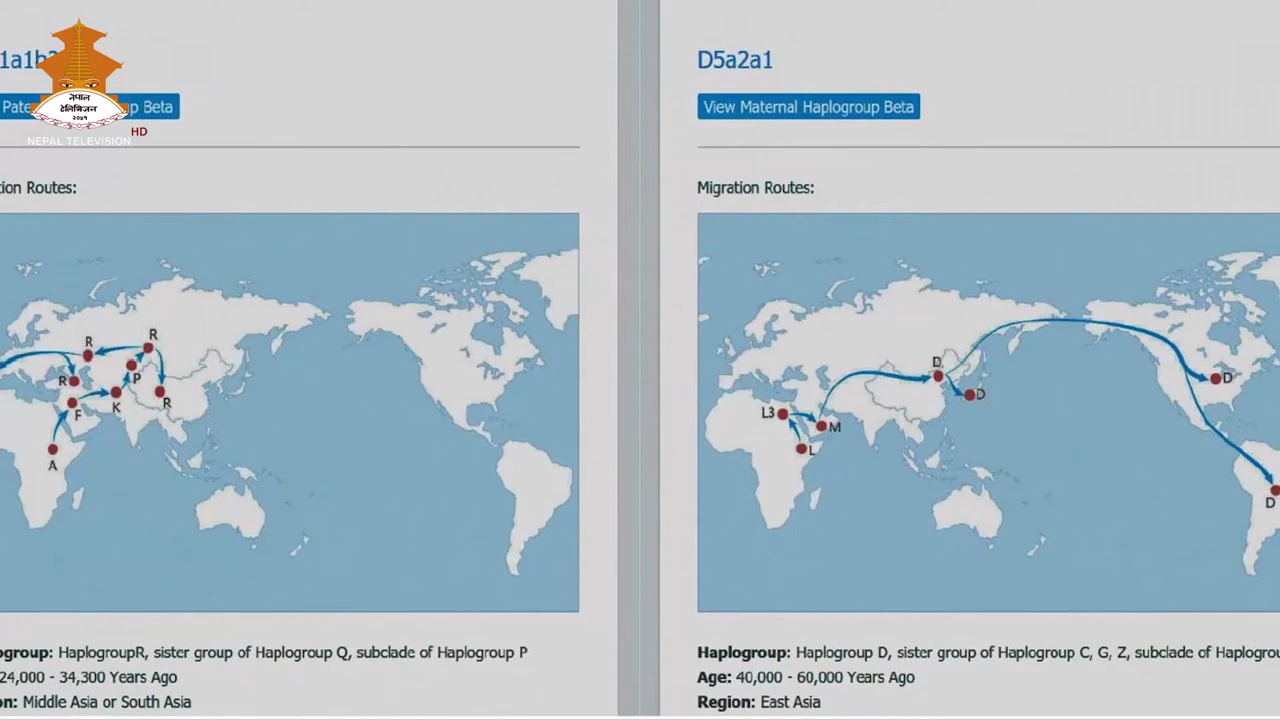 नेपाल
टेलिभिजन
२०४१
HD
NEPAL TELEVISION
D5a2a1
View Maternal Haplogroup Beta
Migration Routes:
R
R
R
P
F
K
R
A
D
D
D
L3
M
L
D
HaplogroupR, sister group of Haplogroup Q, subclade of Haplogroup P
24,000 - 34,300 Years Ago
Middle Asia or South Asia
Haplogroup: Haplogroup D, sister group of Haplogroup C, G, Z, subclade of
Age: 40,000 - 60,000 Years Ago
Region: East Asia